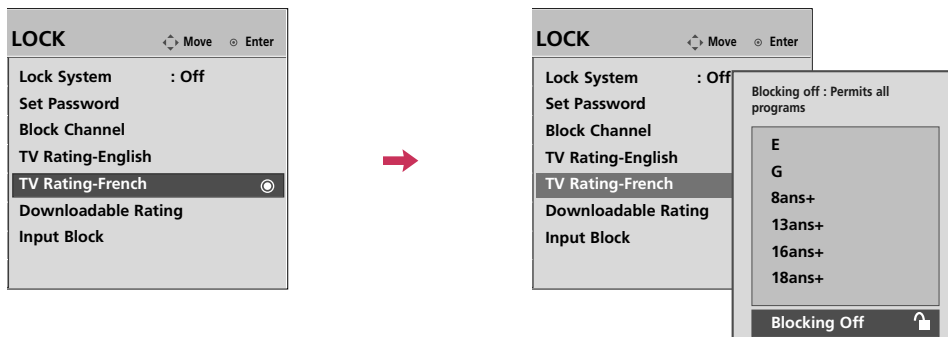 LOCK
Move Enter
Lock System : Off
Set Password
Block Channel
TV Rating-English
TV Rating-French
Downloadable Rating
Input Block
LOCK
Move Enter
Lock System : Off
Set Password
Block Channel
TV Rating-English
TV Rating-French
Downloadable Rating
Input Block
Blocking off : Permits all
programs
E
G
8ans+
13ans+
16ans+
18ans+
Blocking Off